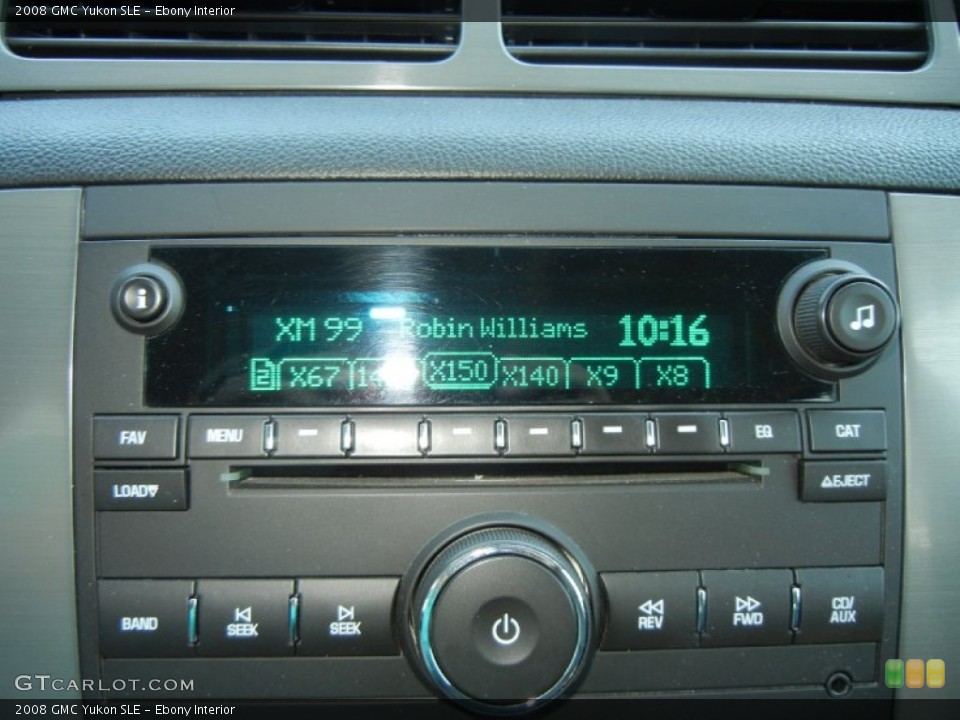 2008 GMC Yukon SLE - Ebony Interior
i
XM 99 Robin Williams 10:16
2 X67 X150 X140 X9 X8
FAV MENU EQ CAT
LOAD EJECT
BAND SEEK SEEK REV FWD CD/
AUX
GTCARLOT.COM
2008 GMC Yukon SLE - Ebony Interior